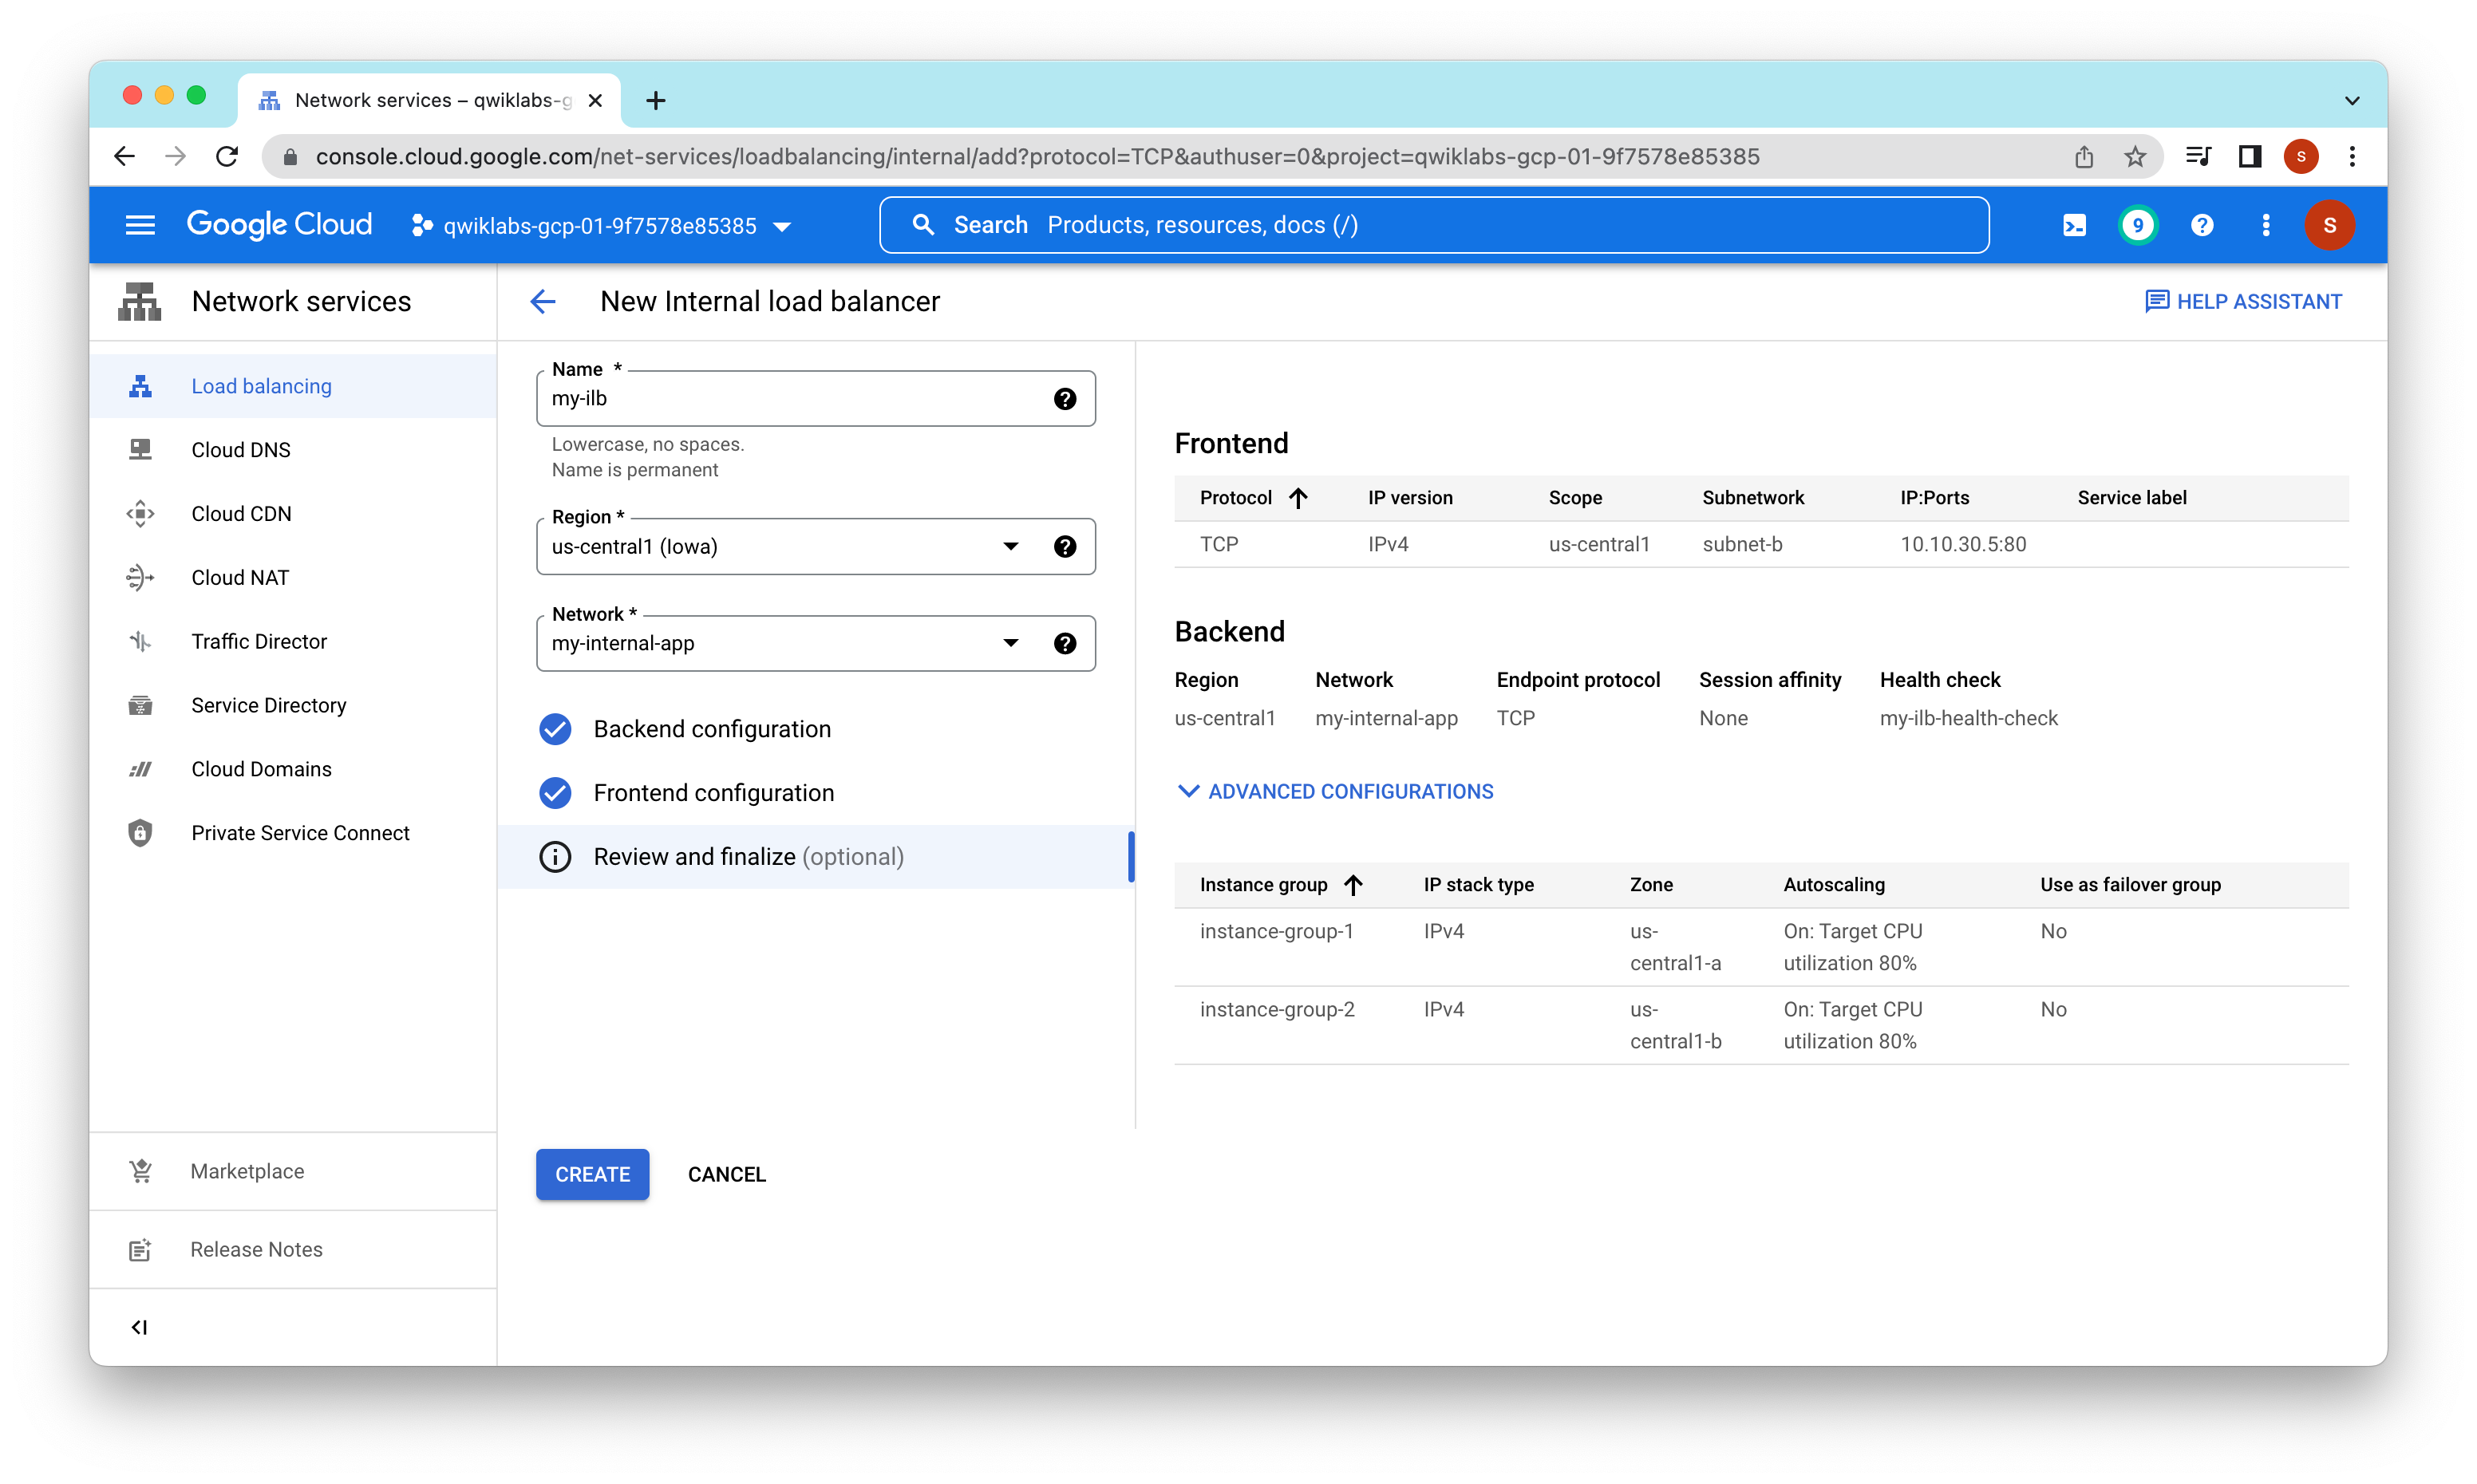 Network services – qwiklabs-g
console.cloud.google.com/net-services/loadbalancing/internal/add?protocol=TCP&authuser=0&project=qwiklabs-gcp-01-9f7578e85385
S
Google Cloud
qwiklabs-gcp-01-9f7578e85385
Search Products, resources, docs (/)
9
S
Network services
New Internal load balancer
HELP ASSISTANT
Load balancing
Cloud DNS
Cloud CDN
Cloud NAT
Traffic Director
Service Directory
Cloud Domains
Private Service Connect
Marketplace
Release Notes
Name *
my-ilb
Lowercase, no spaces.
Name is permanent
Region *
us-central1 (Iowa)
Network *
my-internal-app
Backend configuration
Frontend configuration
Review and finalize (optional)
CREATE CANCEL
Frontend
Protocol IP version Scope Subnetwork IP:Ports Service label
TCP IPv4 us-central1 subnet-b 10.10.30.5:80
Backend
Region Network Endpoint protocol Session affinity Health check
us-central1 my-internal-app TCP None my-ilb-health-check
ADVANCED CONFIGURATIONS
Instance group IP stack type Zone Autoscaling Use as failover group
instance-group-1 IPv4 us- On: Target CPU No
central1-a utilization 80%
instance-group-2 IPv4 us- On: Target CPU No
central1-b utilization 80%